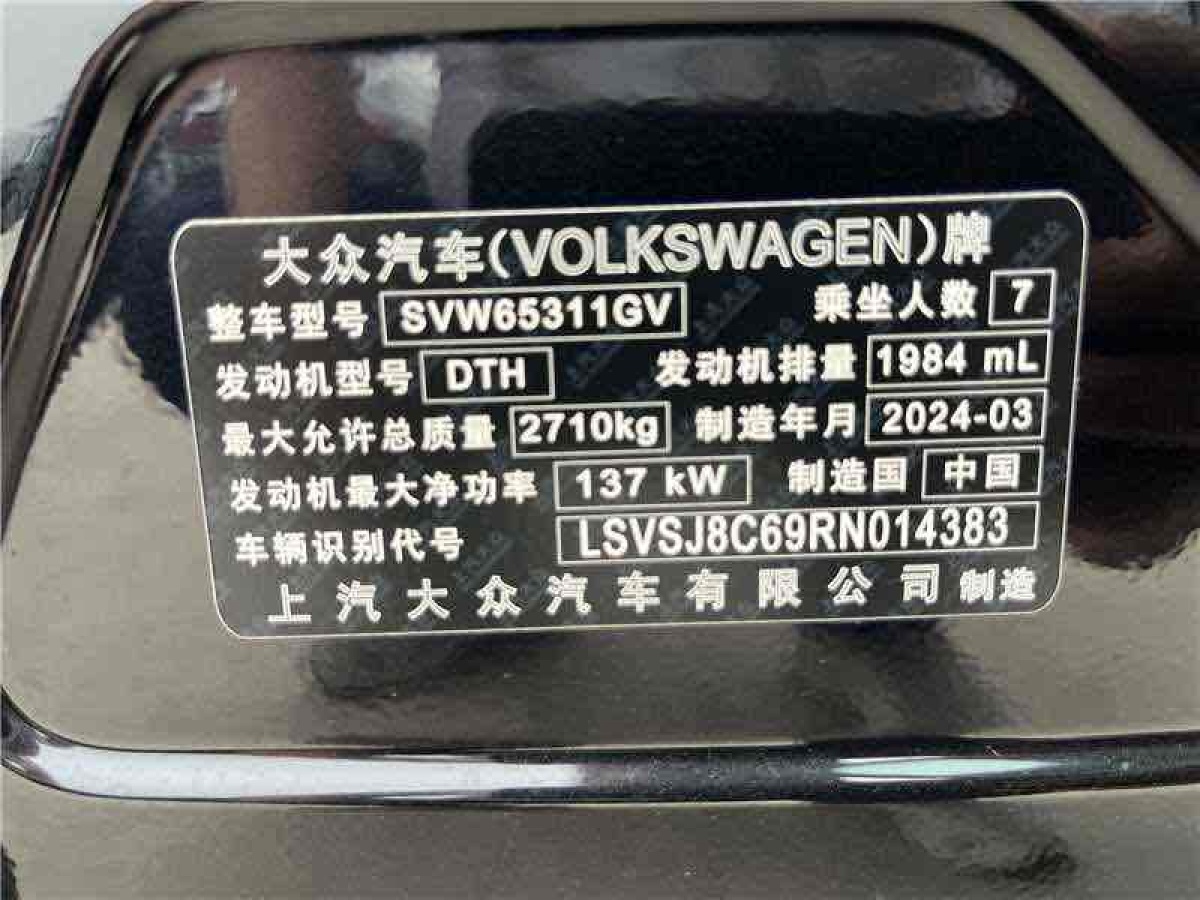 大众汽车(VOLKSWAGEN)牌
整车型号 SVW65311GV 乘坐人数 7
发动机型号 DTH 发动机排量 1984 mL
最大允许总质量 2710kg 制造年月 2024-03
发动机最大净功率 137 kW 制造国 中国
车辆识别代号 LSVSJ8C69RN014383
上汽大众汽车有限公司 制造